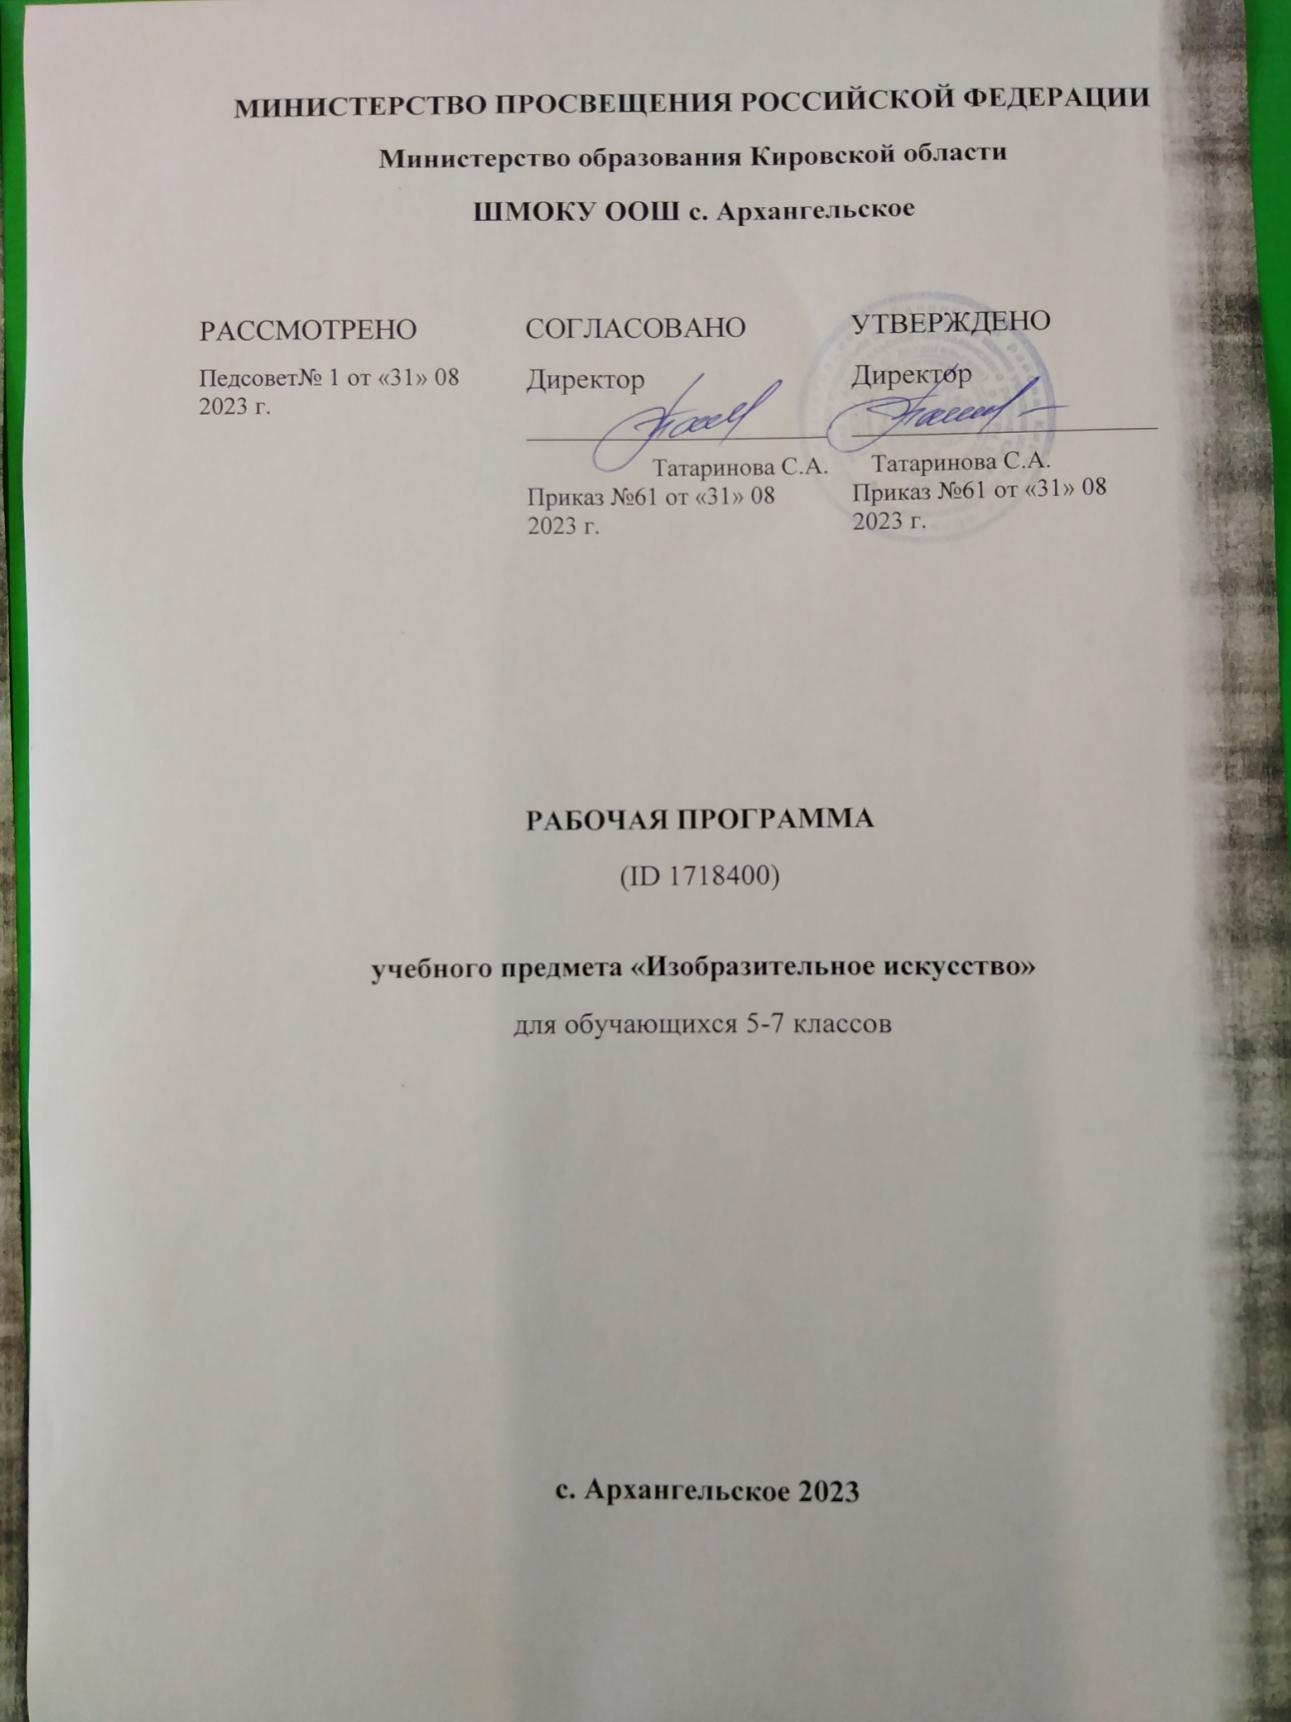 МИНИСТЕРСТВО ПРОСВЕЩЕНИЯ РОССИЙСКОЙ ФЕДЕРАЦИИ
Министерство образования Кировской области
ШМОКУ ООШ с. Архангельское
РАССМОТРЕНО
Педсовет№ 1 от «31» 08
2023 г.
СОГЛАСОВАНО
Директор
Татаринова С.А.
Приказ №61 от «31» 08
2023 г.
УТВЕРЖДЕНО
Директор
Татаринова С.А.
Приказ №61 от «31» 08
2023 г.
РАБОЧАЯ ПРОГРАММА
(ID 1718400)
учебного предмета «Изобразительное искусство»
для обучающихся 5-7 классов
с. Архангельское 2023